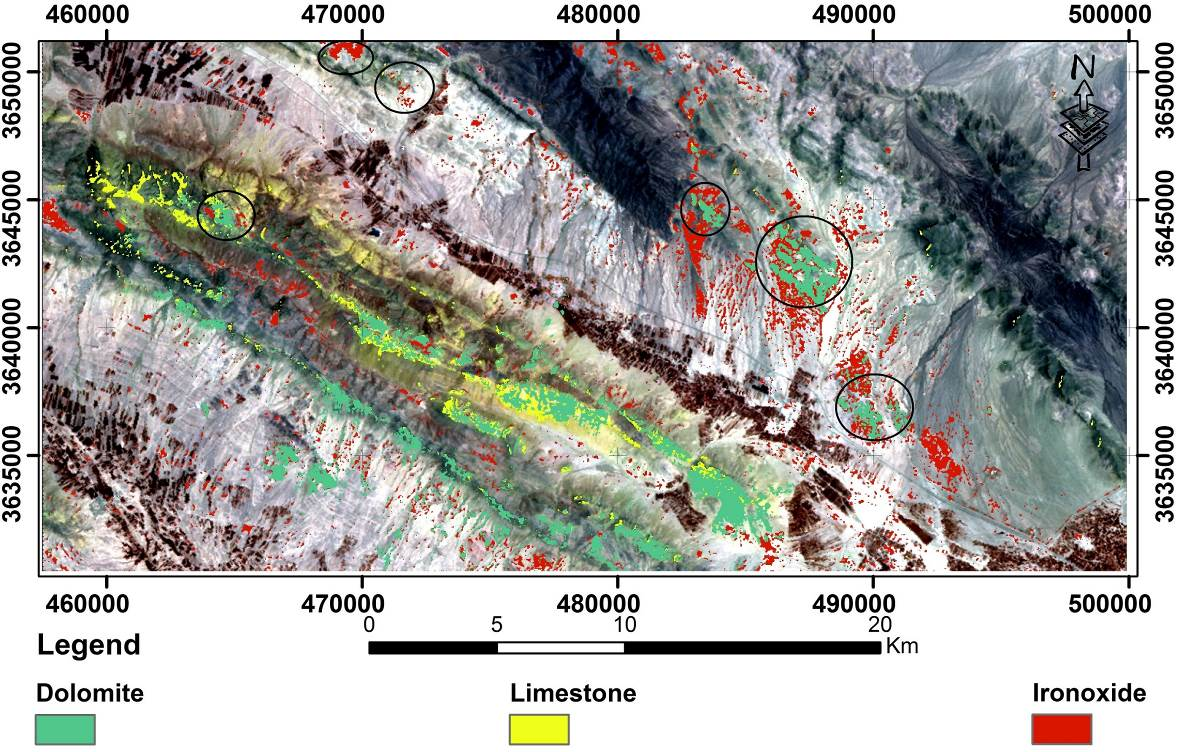 460000 470000 480000 490000 500000
3650000 3650000
3645000 3645000
3640000 3640000
3635000 3635000
N
460000 470000 480000 490000 500000
0 5 10 20
Km
Legend
Dolomite Limestone Ironoxide